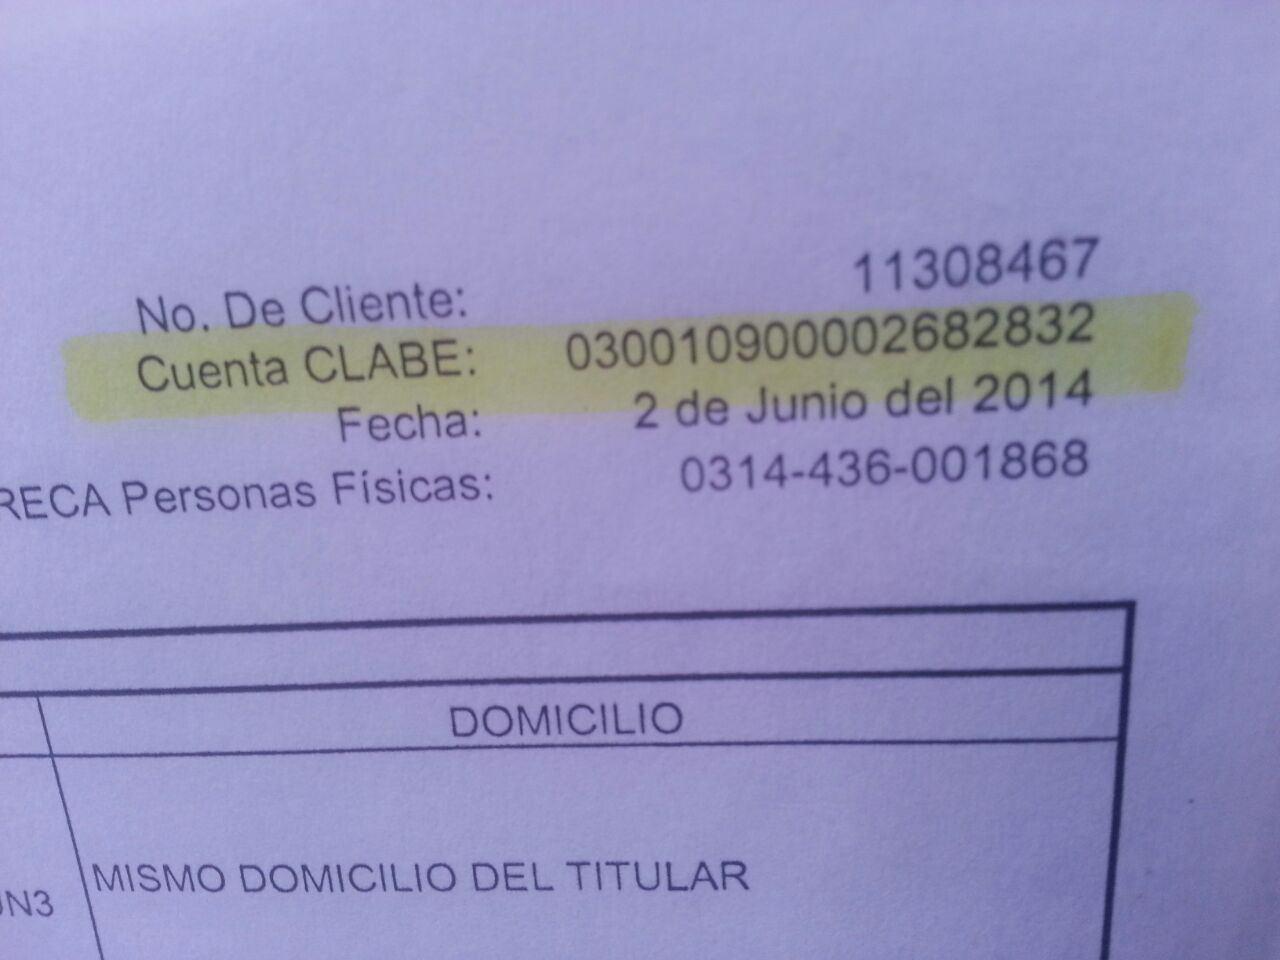 No. De Cliente: 11308467
Cuenta CLABE: 030010900002682832
Fecha: 2 de Junio del 2014
RECA Personas Físicas: 0314-436-001868
DOMICILIO
MISMO DOMICILIO DEL TITULAR